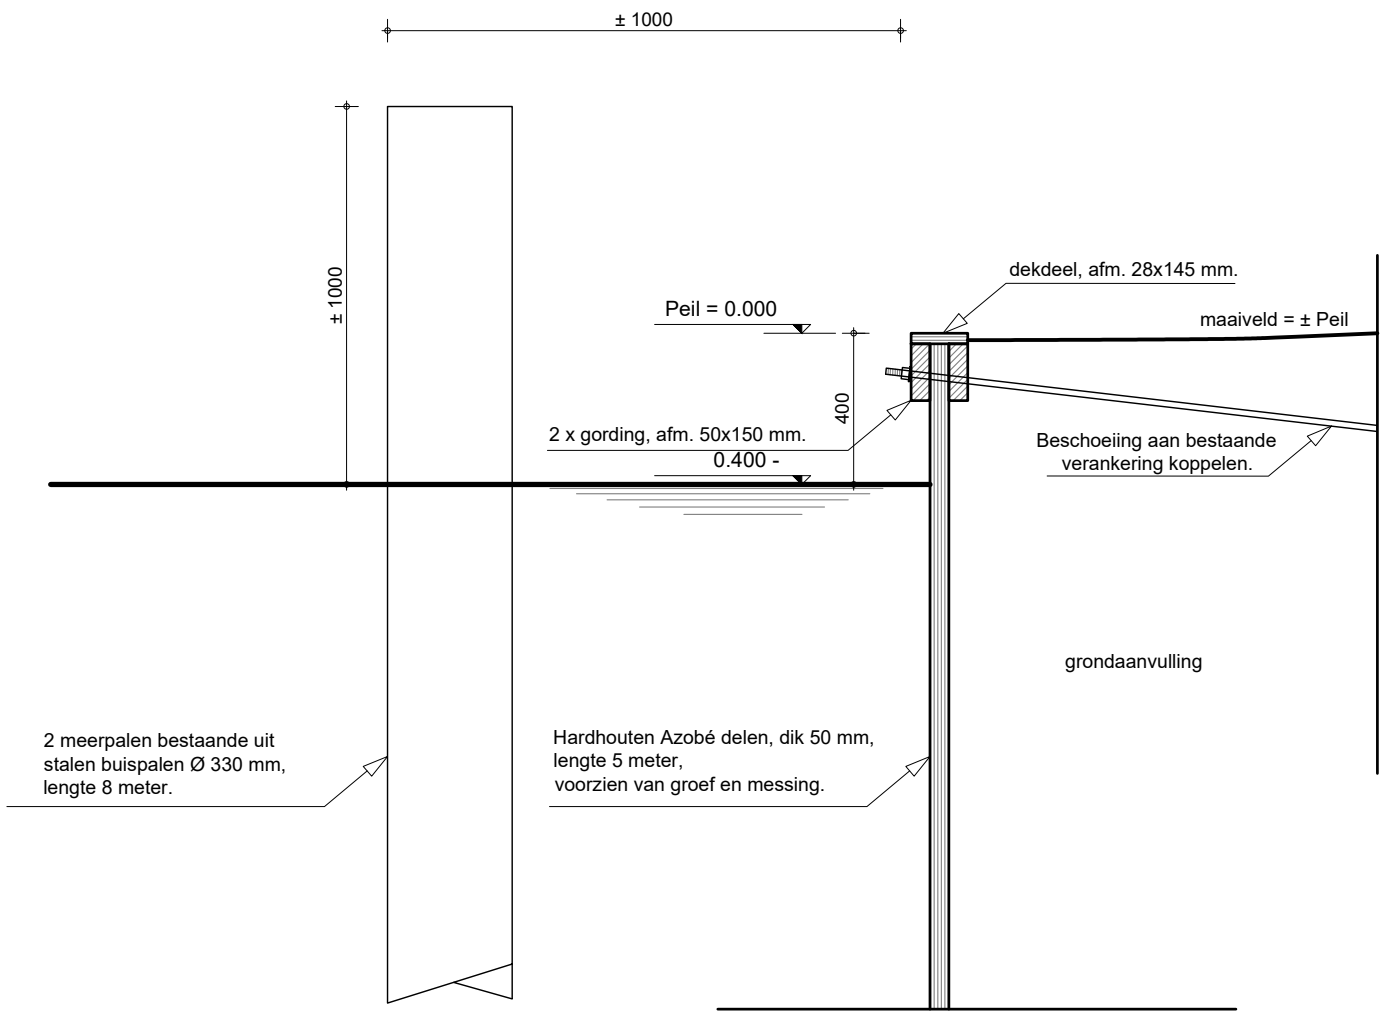 ± 1000
± 1000
dekdeel, afm. 28x145 mm.
Peil = 0.000
maaiveld = ± Peil
400
2 x gording, afm. 50x150 mm.
0.400 -
Beschoeiing aan bestaande
verankering koppelen.
grondaanvulling
2 meerpalen bestaande uit
stalen buispalen Ø 330 mm,
lengte 8 meter.
Hardhouten Azobé delen, dik 50 mm,
lengte 5 meter,
voorzien van groef en messing.